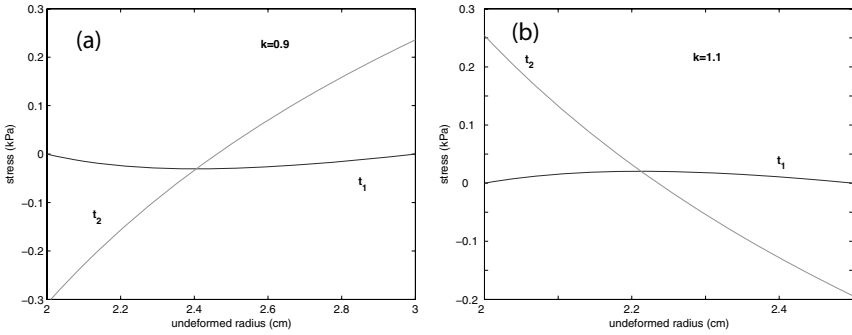 (a)
k=0.9
0.3
0.2
0.1
0
−0.1
−0.2
−0.3
stress (kPa)
t2
t1
2
2.2
2.4
2.6
2.8
3
undeformed radius (cm)
(b)
k=1.1
0.3
0.2
0.1
0
−0.1
−0.2
stress (kPa)
t2
t1
2
2.2
2.4
undeformed radius (cm)